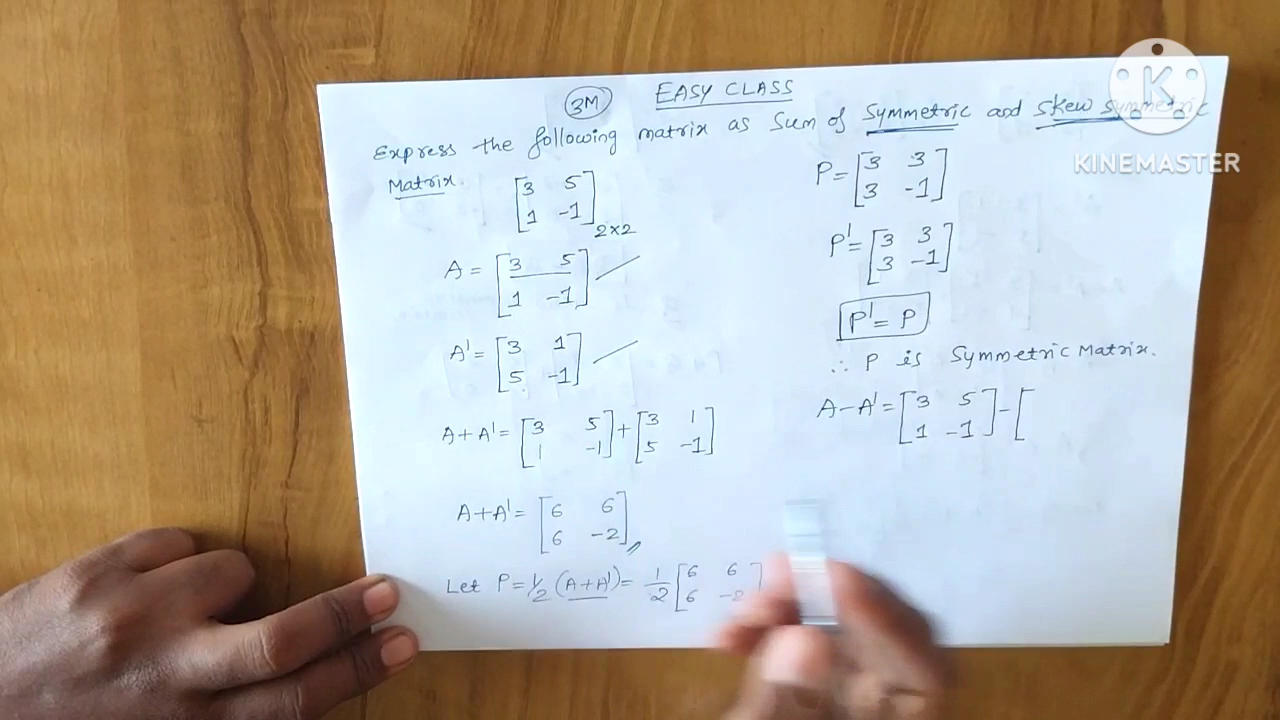 3M EASY CLASS
Express the following matrix as sum of symmetric and skew symmetric
Matrix.
[3 5
1 -1] 2×2
A = [3 5
1 -1]
A' = [3 1
5 -1]
A+A' = [3 5
1 -1] + [3 1
5 -1]
A+A' = [6 6
6 -2]
Let P = 1/2 (A+A') = 1/2 [6 6
6 -2]
P = [3 3
3 -1]
P' = [3 3
3 -1]
P' = P
∴ P is Symmetric Matrix.
A-A' = [3 5
1 -1] - [
K
KINEMASTER